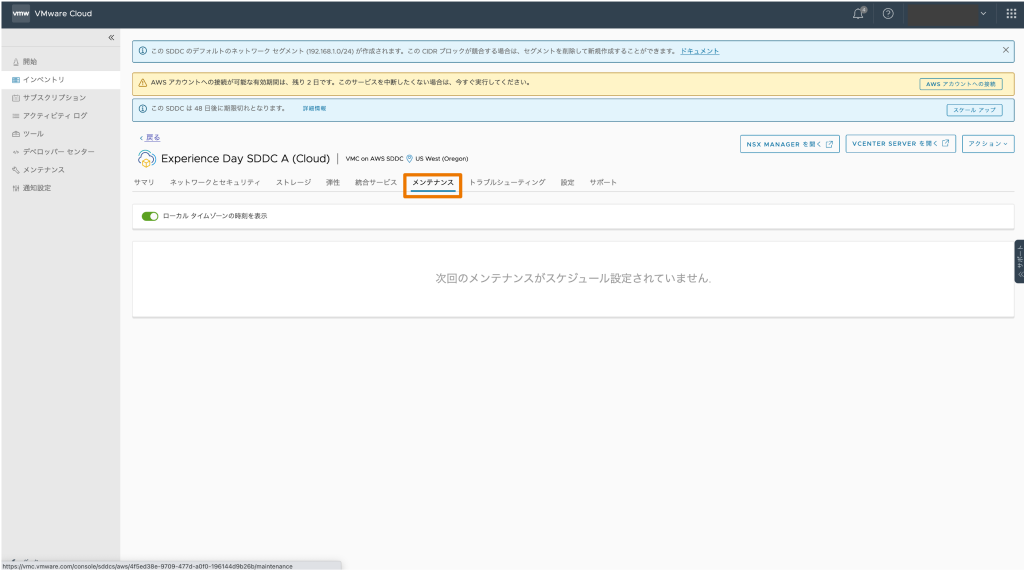 vmw VMware Cloud
開始
インベントリ
サブスクリプション
アクティビティ ログ
ツール
デベロッパー センター
メンテナンス
通知設定
この SDDC のデフォルトのネットワーク セグメント (192.168.1.0/24) が作成されます。この CIDR ブロックが競合する場合は、セグメントを削除して新規作成することができます。 ドキュメント
AWS アカウントへの接続が可能な有効期間は、残り 2 日です。このサービスを中断したくない場合は、今すぐ実行してください。
AWS アカウントへの接続
この SDDC は 48 日後に期限切れとなります。 詳細情報
スケール アップ
戻る
Experience Day SDDC A (Cloud) | VMC on AWS SDDC US West (Oregon)
NSX MANAGER を開く
VCENTER SERVER を開く
アクション
サマリ ネットワークとセキュリティ ストレージ 弾性 統合サービス メンテナンス トラブルシューティング 設定 サポート
ローカル タイムゾーンの時刻を表示
次回のメンテナンスがスケジュール設定されていません.
サポート
https://vmc.vmware.com/console/sddcs/aws/4f5ed38e-9709-477d-a0f0-196144d9b26b/maintenance